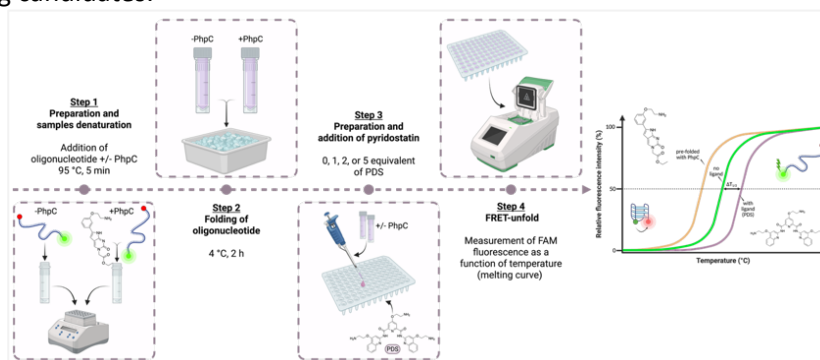 g candidates.
-PhpC
+PhpC
Step 1
Preparation and
samples denaturation
Addition of
oligonucleotide +/- PhpC
95 °C, 5 min
Step 3
Preparation and
addition of pyridostatin
0, 1, 2, or 5 equivalent
of PDS
-PhpC
+PhpC
Step 2
Folding of
oligonucleotide
4 °C, 2 h
+/- PhpC
PDS
Step 4
FRET-unfold
Measurement of FAM
fluorescence as a
function of temperature
(melting curve)
Relative fluorescence intensity (%)
100
50
0
pre-folded
with PhpC
no
ligand
ΔT1/2
with
ligand
(PDS)
Temperature (°C)